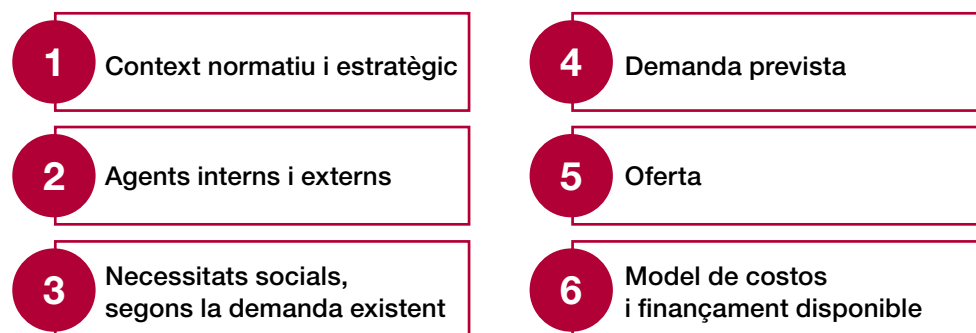 1 Context normatiu i estratègic
2 Agents interns i externs
3 Necessitats socials,
segons la demanda existent
4 Demanda prevista
5 Oferta
6 Model de costos
i finançament disponible